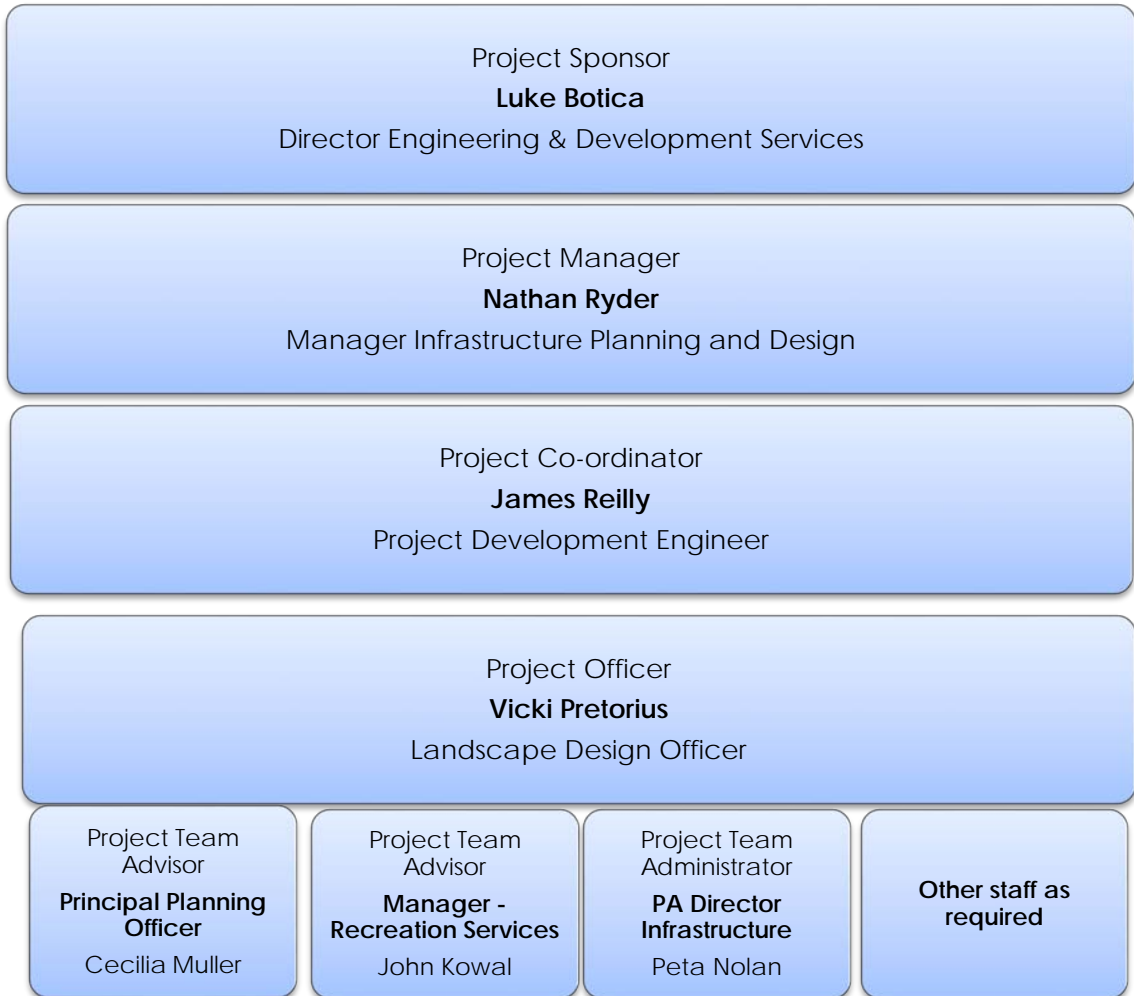 Project Sponsor
Luke Botica
Director Engineering & Development Services
Project Manager
Nathan Ryder
Manager Infrastructure Planning and Design
Project Co-ordinator
James Reilly
Project Development Engineer
Project Officer
Vicki Pretorius
Landscape Design Officer
Project Team
Advisor
Principal Planning
Officer
Cecilia Muller
Project Team
Advisor
Manager -
Recreation Services
John Kowal
Project Team
Administrator
PA Director
Infrastructure
Peta Nolan
Other staff as
required